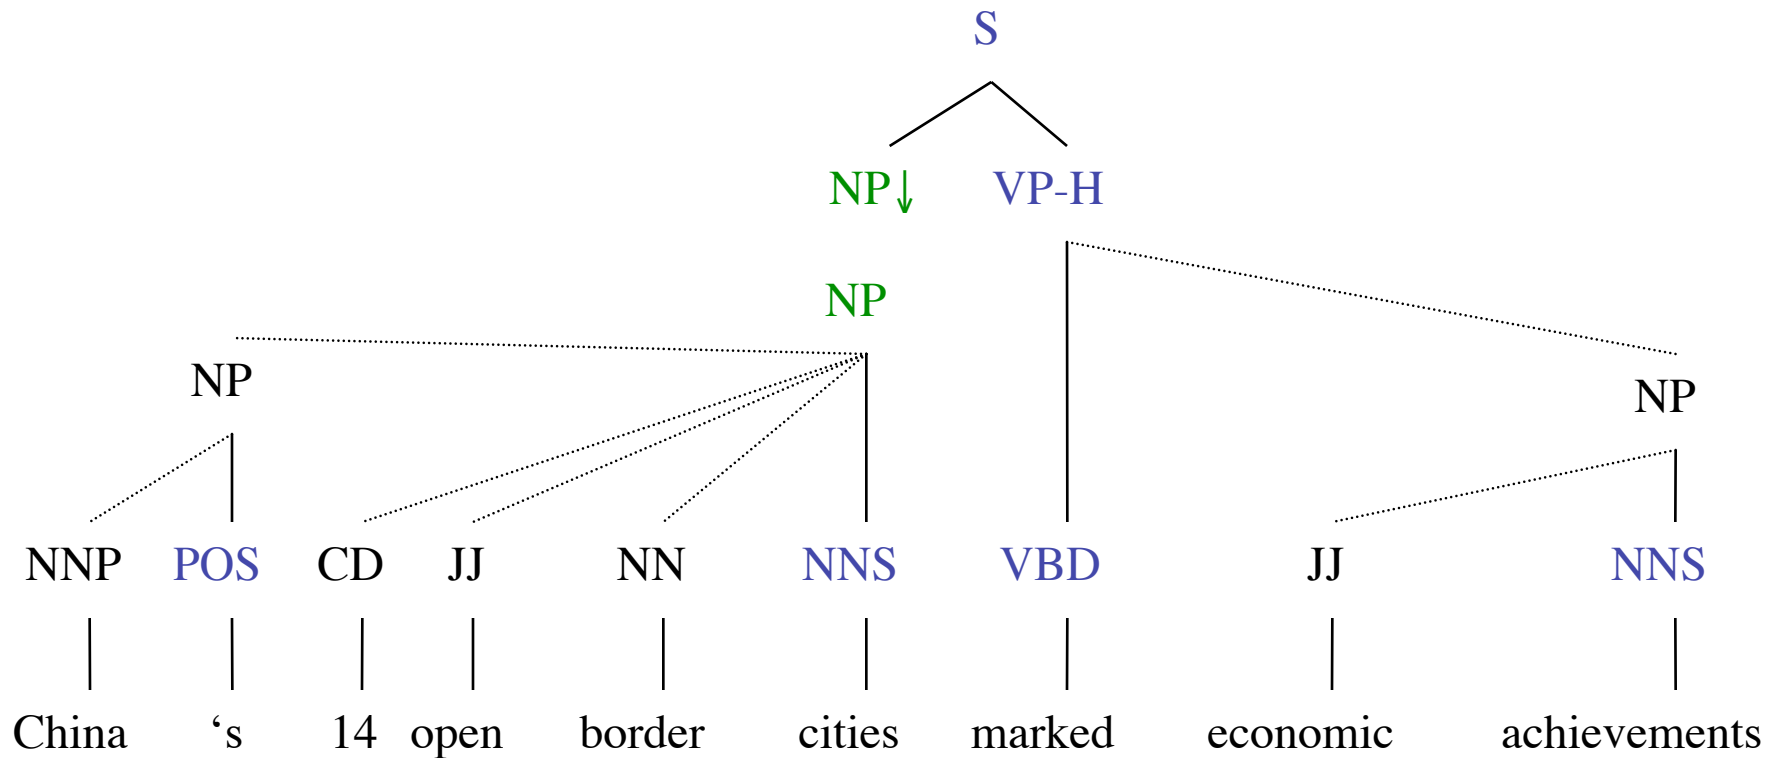 S
NP↓ VP-H
NP
NP NP
NNP POS CD JJ NN NNS VBD JJ NNS
China ‘s 14 open border cities marked economic achievements